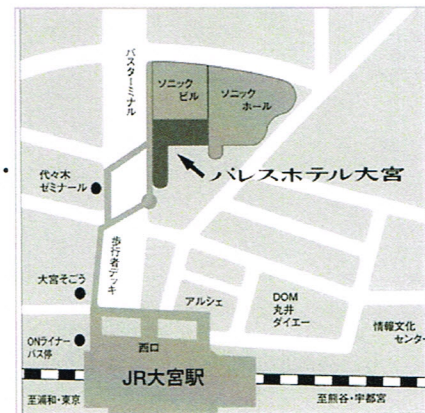 バスターミナル
ソニック
ビル
ソニック
ホール
パレスホテル大宮
代々木
ゼミナール
歩行者デッキ
大宮そごう
アルシェ
DOM
丸井
ダイエー
情報文化
センター
ONライナー
バス停
西口
JR大宮駅
至浦和・東京
至熊谷・宇都宮